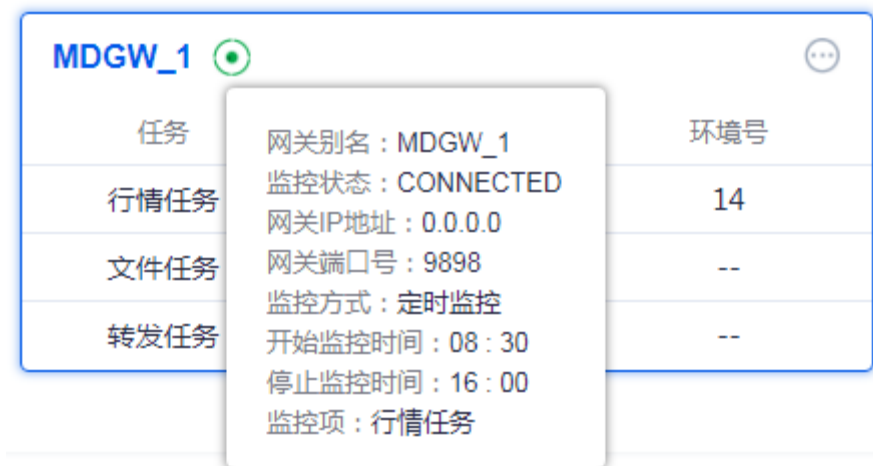 MDGW_1
任务 环境号
行情任务 14
文件任务 --
转发任务 --
网关别名：MDGW_1
监控状态：CONNECTED
网关IP地址：0.0.0.0
网关端口号：9898
监控方式：定时监控
开始监控时间：08 : 30
停止监控时间：16 : 00
监控项：行情任务